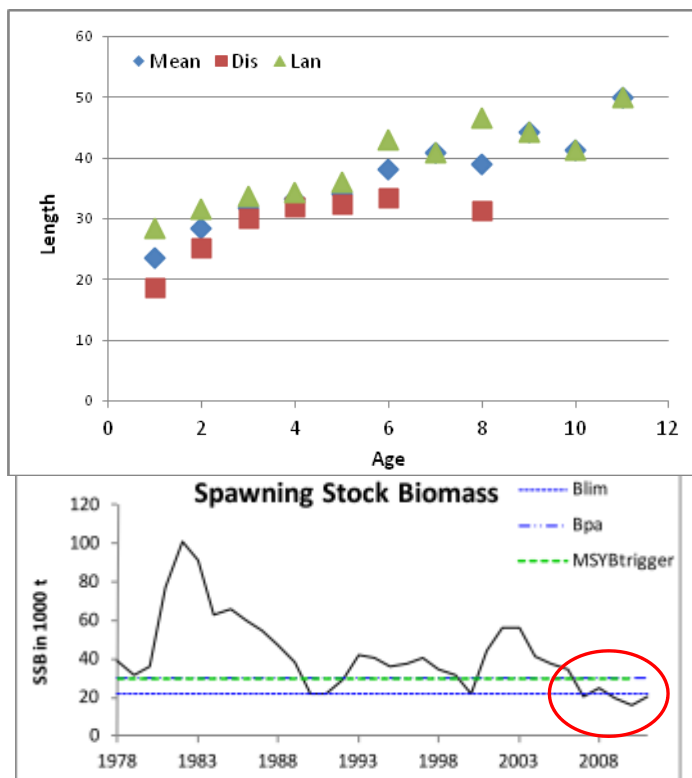 60
Mean Dis Lan
50
40
30
20
10
0
Length
0 2 4 6 8 10 12
Age
Spawning Stock Biomass
Blim
Bpa
MSYBtrigger
120
100
80
60
40
20
0
SSB in 1000 t
1978 1983 1988 1993 1998 2003 2008